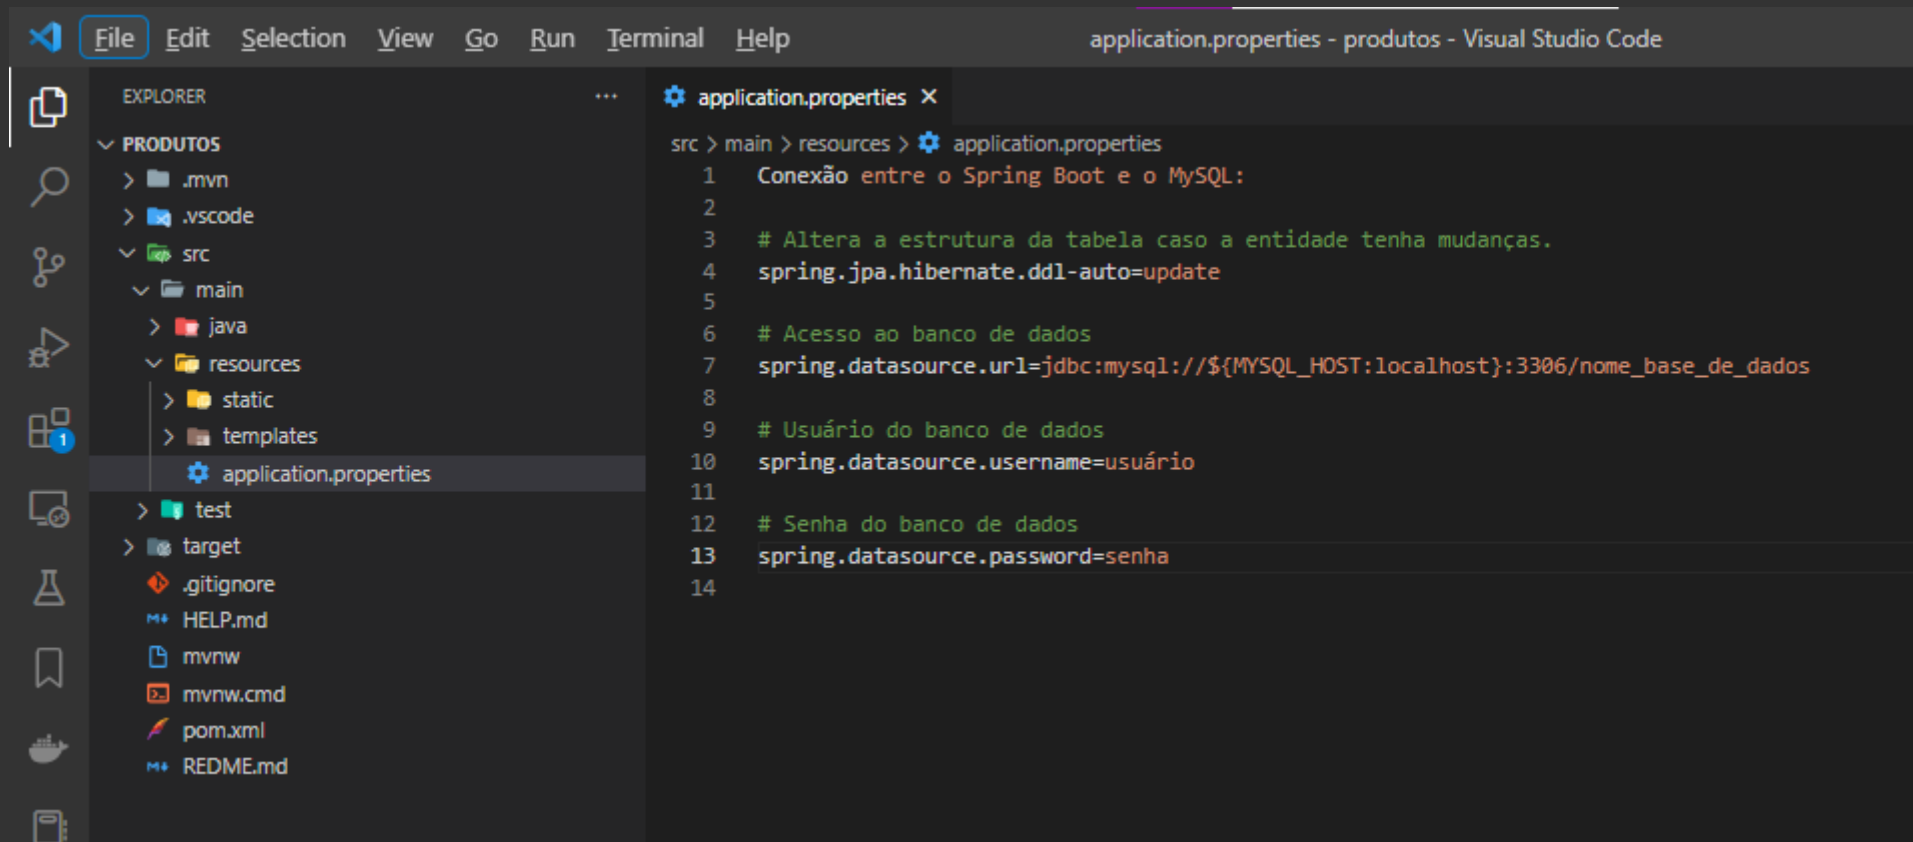 File Edit Selection View Go Run Terminal Help application.properties - produtos - Visual Studio Code
EXPLORER ···
PRODUTOS
.mvn
.vscode
src
main
java
resources
static
templates
application.properties
test
target
.gitignore
HELP.md
mvnw
mvnw.cmd
pom.xml
REDME.md
1
application.properties
src > main > resources > application.properties
1 Conexão entre o Spring Boot e o MySQL:
2
3 # Altera a estrutura da tabela caso a entidade tenha mudanças.
4 spring.jpa.hibernate.ddl-auto=update
5
6 # Acesso ao banco de dados
7 spring.datasource.url=jdbc:mysql://${MYSQL_HOST:localhost}:3306/nome_base_de_dados
8
9 # Usuário do banco de dados
10 spring.datasource.username=usuário
11
12 # Senha do banco de dados
13 spring.datasource.password=senha
14